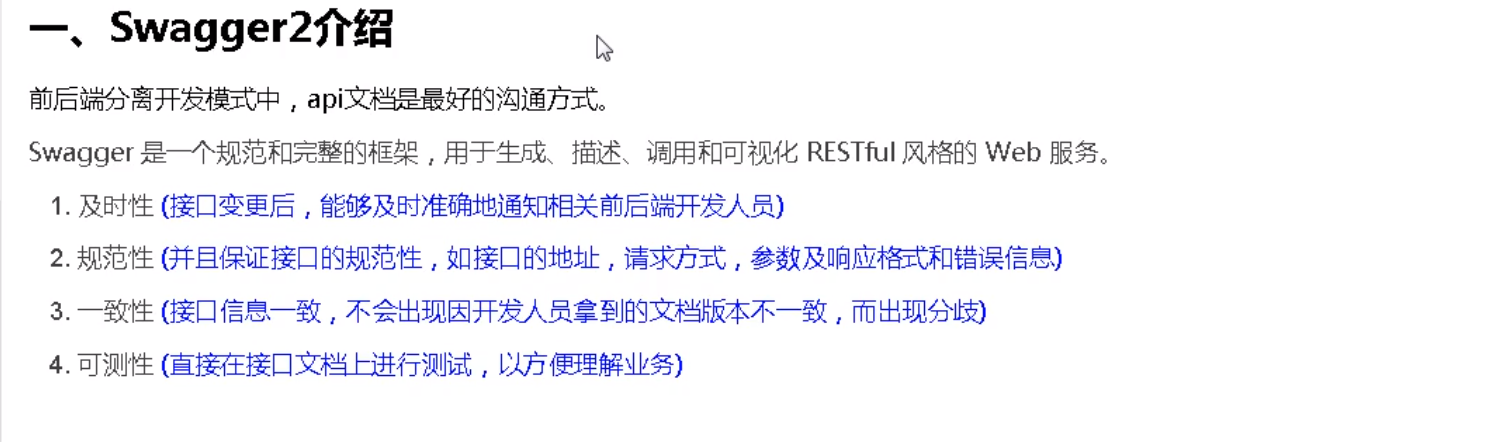 一、Swagger2介绍
前后端分离开发模式中，api文档是最好的沟通方式。
Swagger 是一个规范和完整的框架，用于生成、描述、调用和可视化 RESTful 风格的 Web 服务。
1. 及时性 (接口变更后，能够及时准确地通知相关前后端开发人员)
2. 规范性 (并且保证接口的规范性，如接口的地址，请求方式，参数及响应格式和错误信息)
3. 一致性 (接口信息一致，不会出现因开发人员拿到的文档版本不一致，而出现分歧)
4. 可测性 (直接在接口文档上进行测试，以方便理解业务)